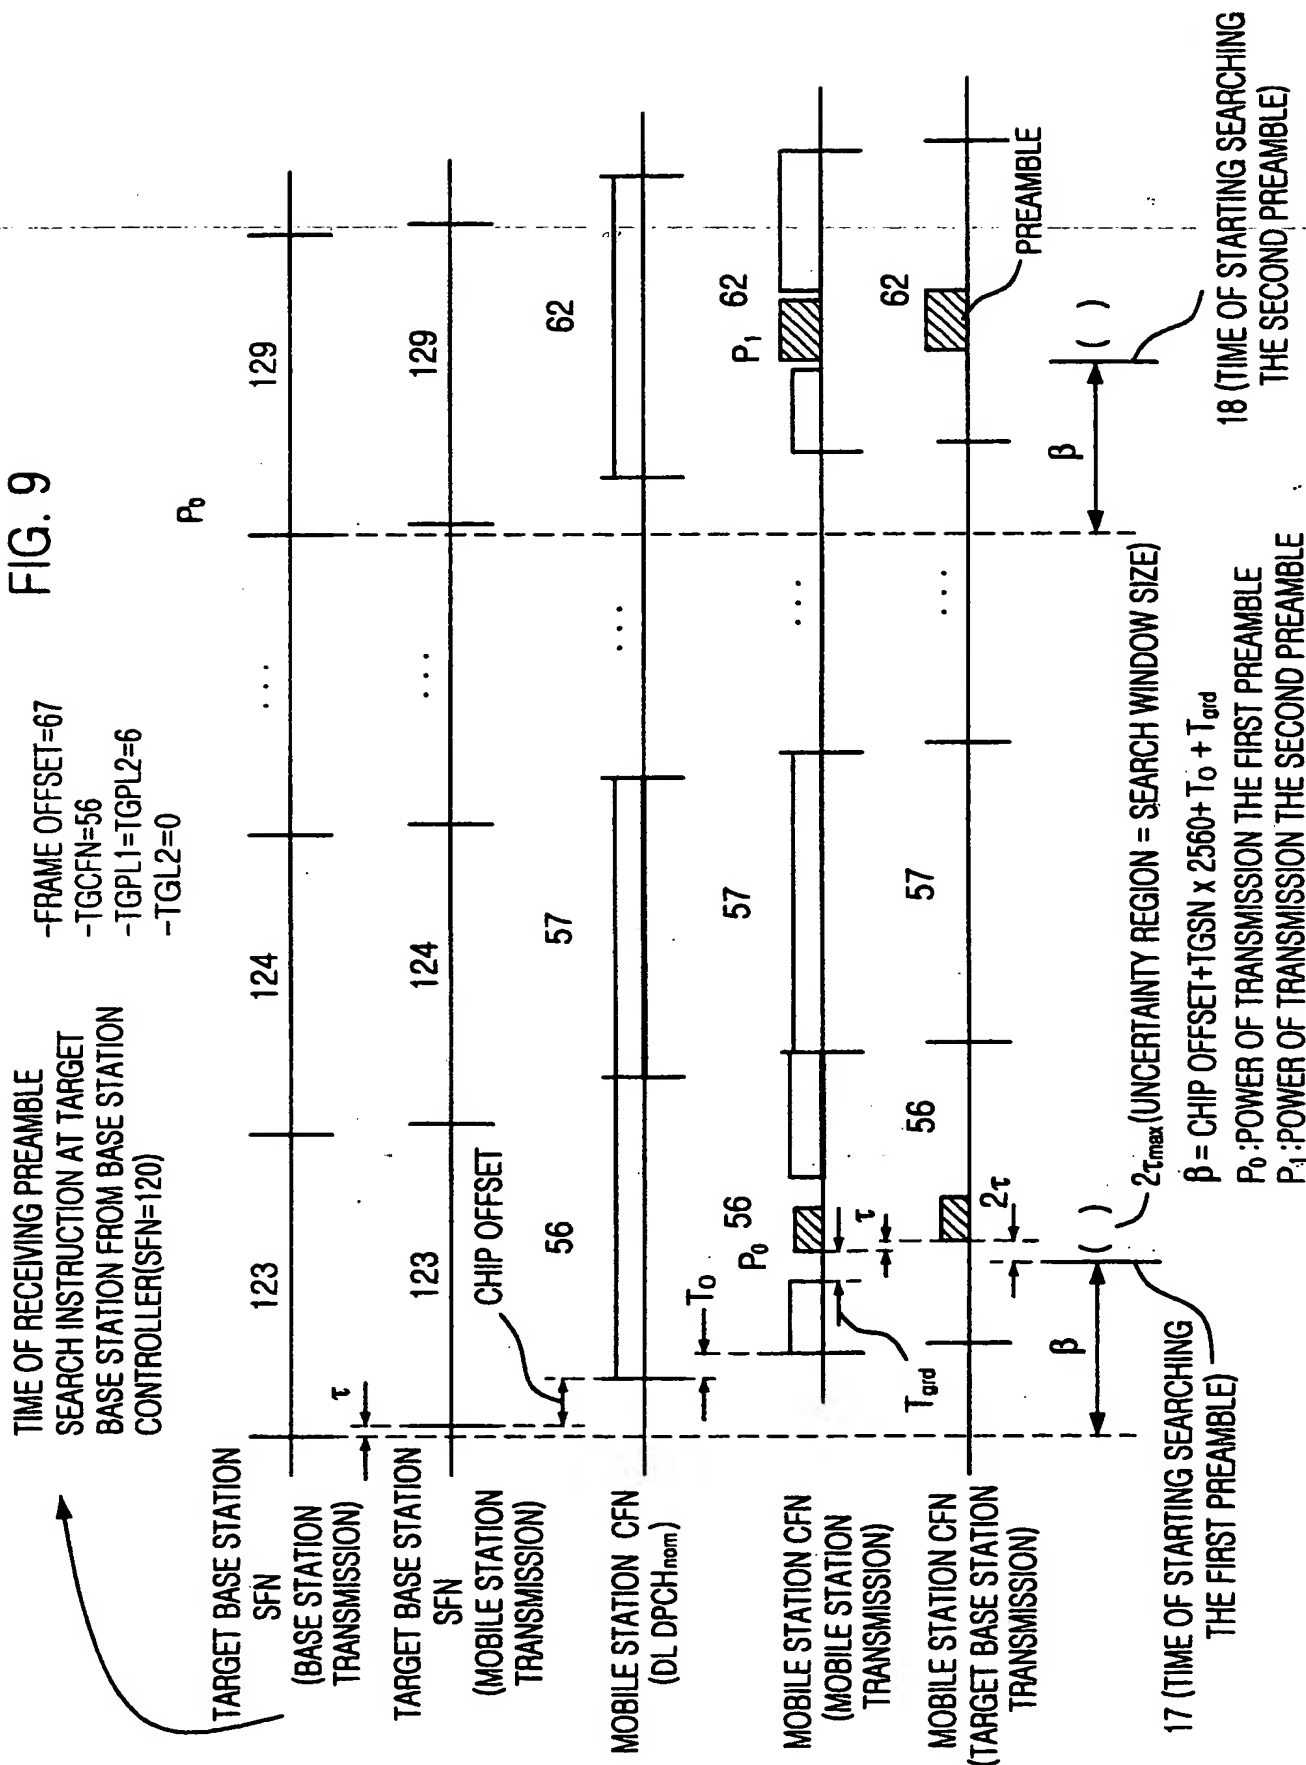 FIG. 9
TIME OF RECEIVING PREAMBLE
SEARCH INSTRUCTION AT TARGET
BASE STATION FROM BASE STATION
CONTROLLER(SFN=120)
-FRAME OFFSET=67
-TGCFN=56
-TGPL1=TGPL2=6
-TGL2=0
TARGET BASE STATION
SFN
(BASE STATION
TRANSMISSION)
123
124
...
P0
129
τ
TARGET BASE STATION
SFN
(MOBILE STATION
TRANSMISSION)
123
124
...
129
CHIP OFFSET
MOBILE STATION CFN
(DL DPCHnom)
56
57
...
62
To
MOBILE STATION CFN
(MOBILE STATION
TRANSMISSION)
P0 56
57
...
P1 62
Tgrd
τ
MOBILE STATION CFN
(TARGET BASE STATION
TRANSMISSION)
56
57
...
62
2τ
PREAMBLE
β
( )
2τmax(UNCERTAINTY REGION = SEARCH WINDOW SIZE)
β
( )
17 (TIME OF STARTING SEARCHING
THE FIRST PREAMBLE)
18 (TIME OF STARTING SEARCHING
THE SECOND PREAMBLE)
β = CHIP OFFSET+TGSN x 2560+ To + Tgrd
P0:POWER OF TRANSMISSION THE FIRST PREAMBLE
P1:POWER OF TRANSMISSION THE SECOND PREAMBLE